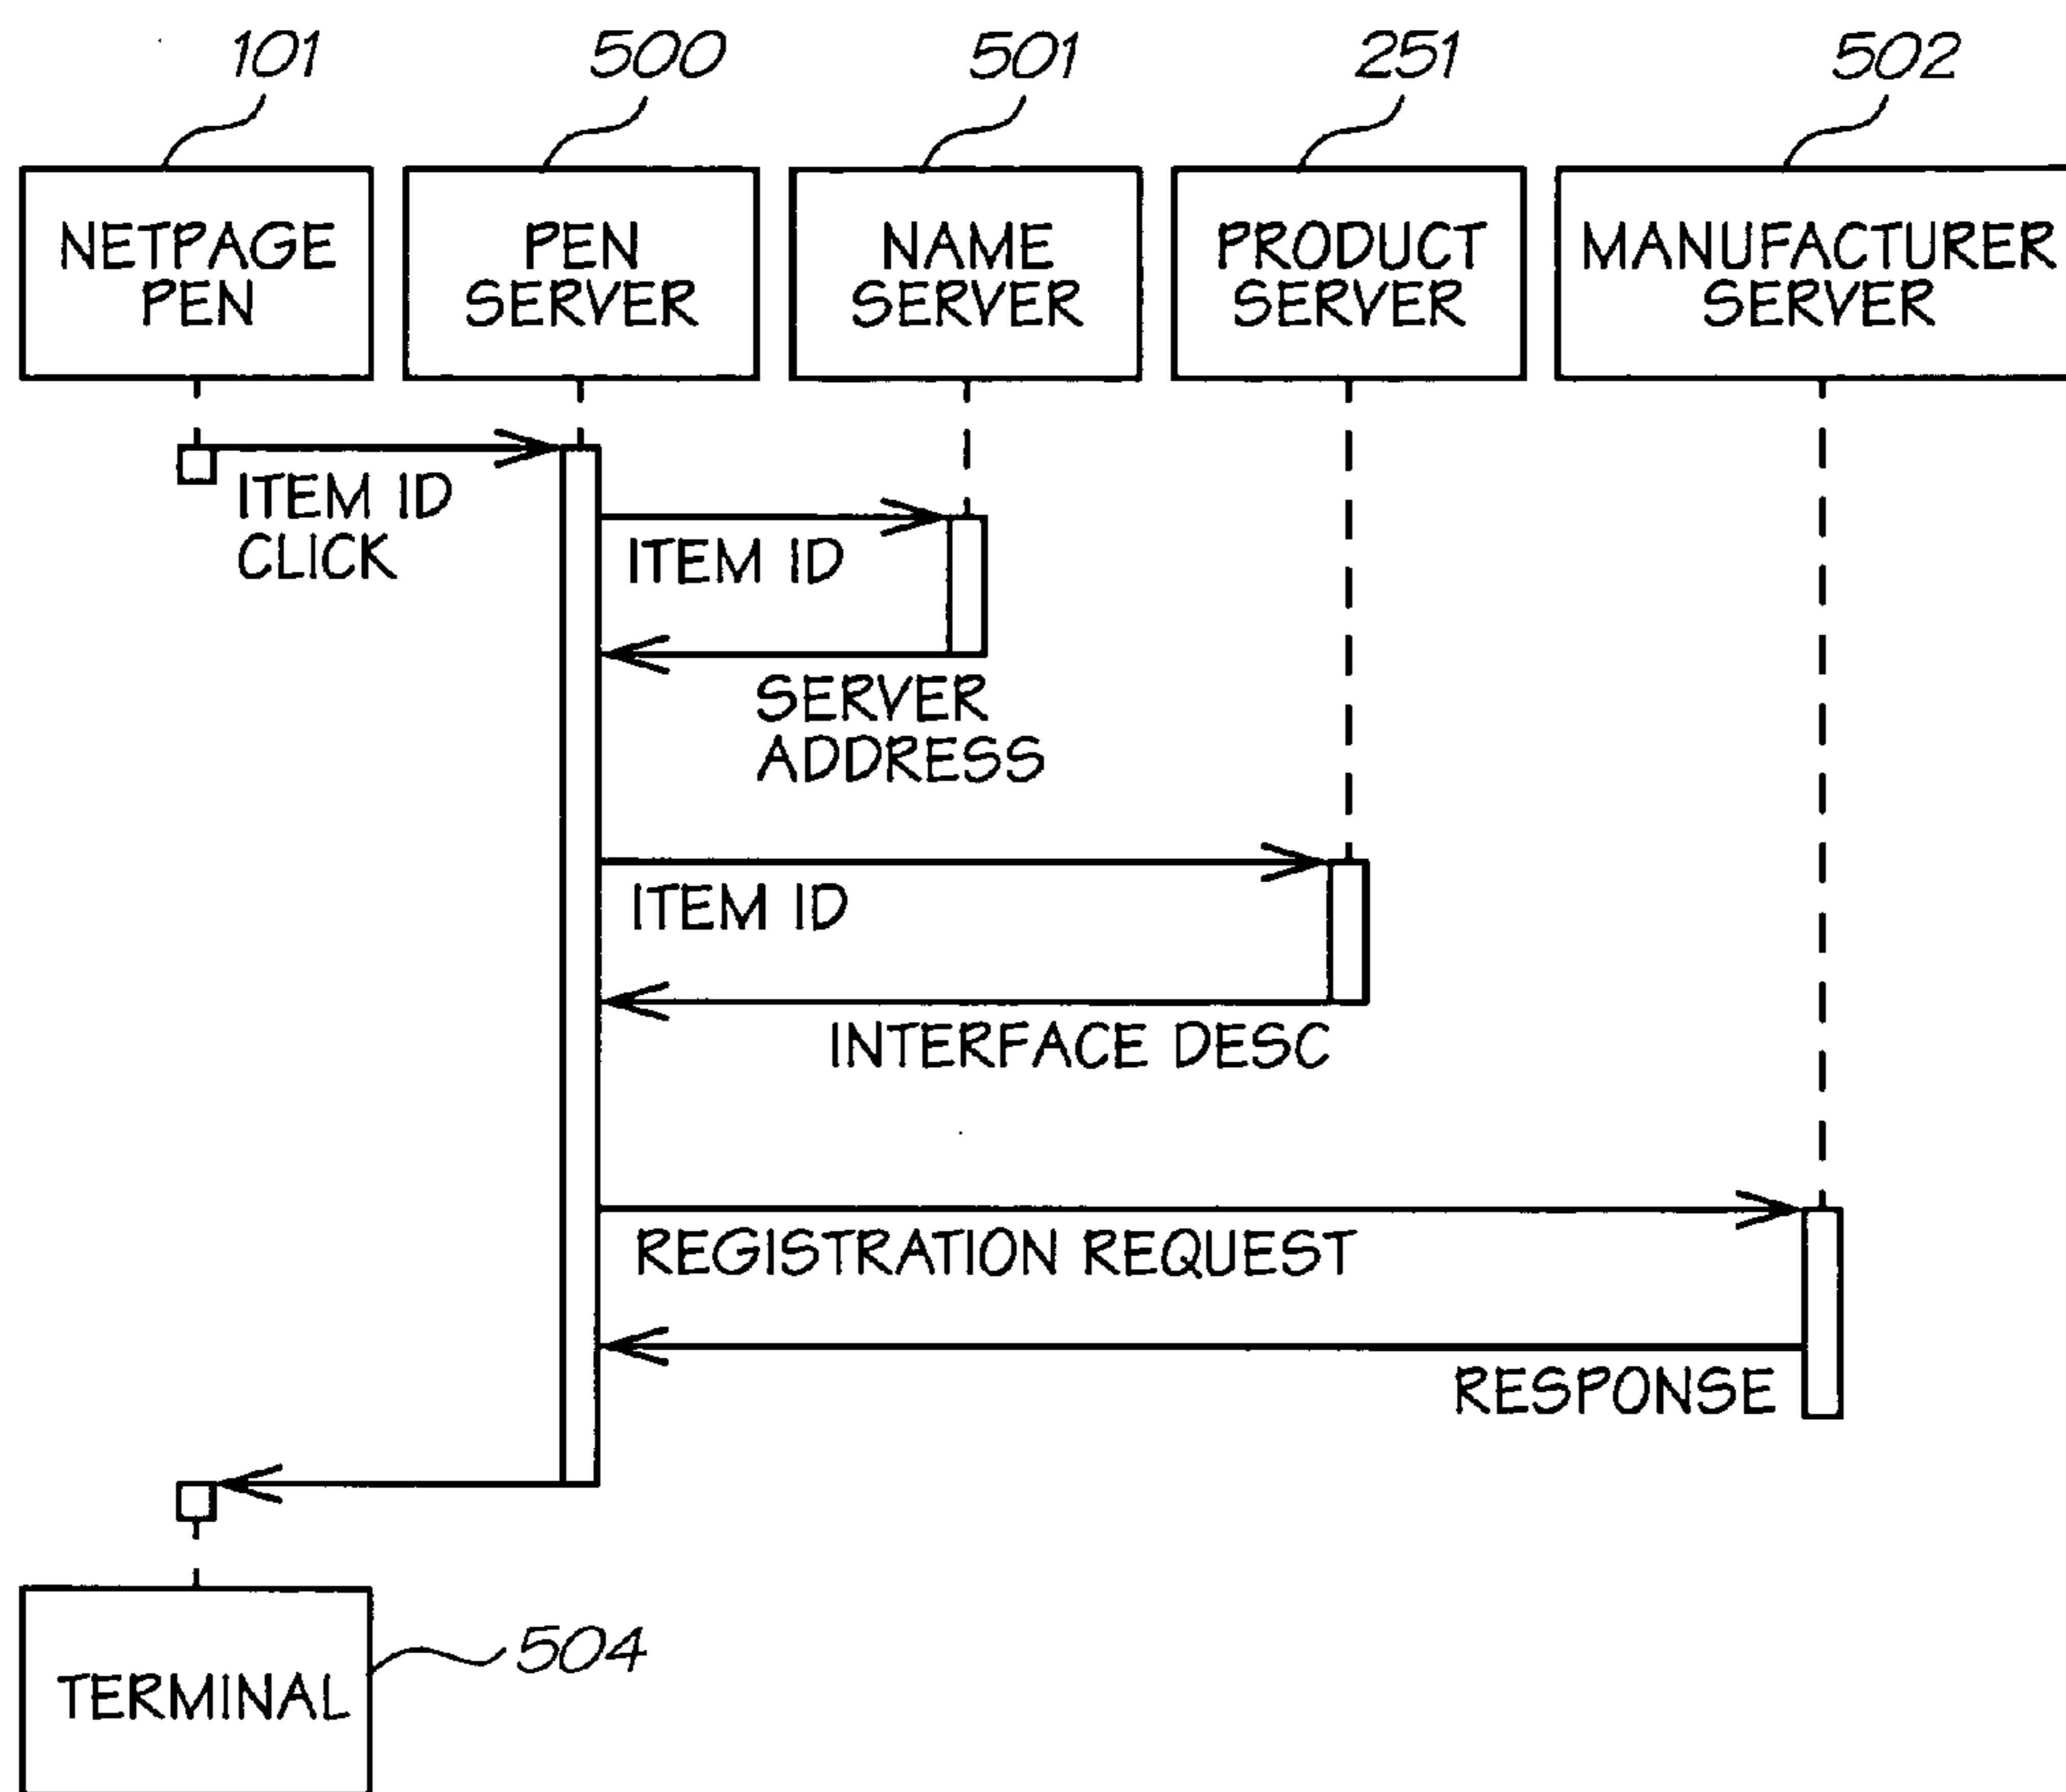 101
500
501
251
502
NETPAGE
PEN
PEN
SERVER
NAME
SERVER
PRODUCT
SERVER
MANUFACTURER
SERVER
ITEM ID
CLICK
ITEM ID
SERVER
ADDRESS
ITEM ID
INTERFACE DESC
REGISTRATION REQUEST
RESPONSE
504
TERMINAL